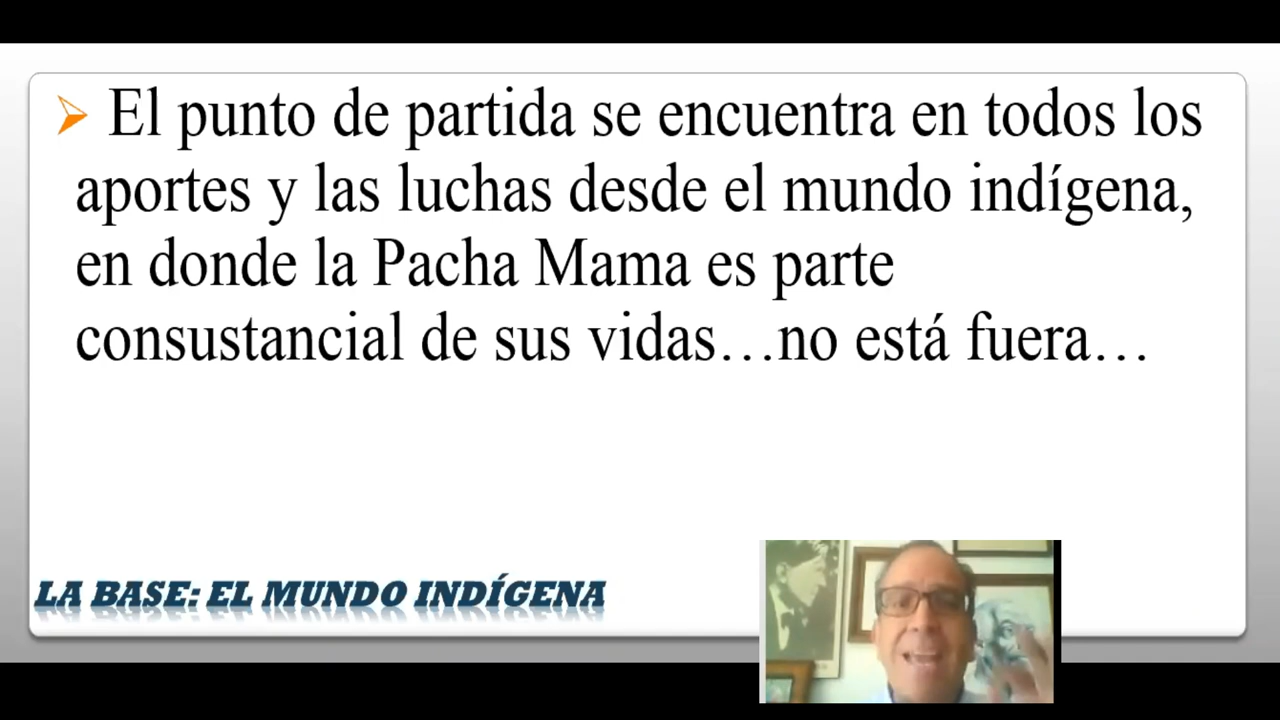 El punto de partida se encuentra en todos los
aportes y las luchas desde el mundo indígena,
en donde la Pacha Mama es parte
consustancial de sus vidas…no está fuera…
LA BASE: EL MUNDO INDÍGENA